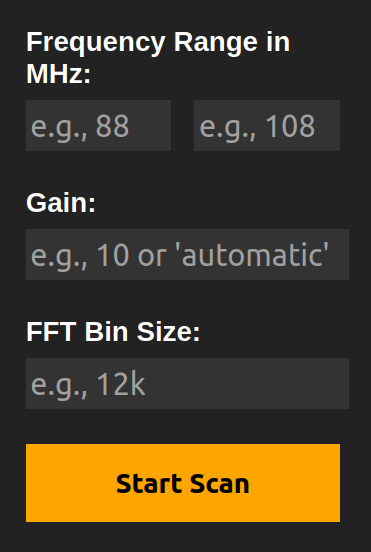 Frequency Range in
MHz:
e.g., 88 e.g., 108
Gain:
e.g., 10 or 'automatic'
FFT Bin Size:
e.g., 12k
Start Scan